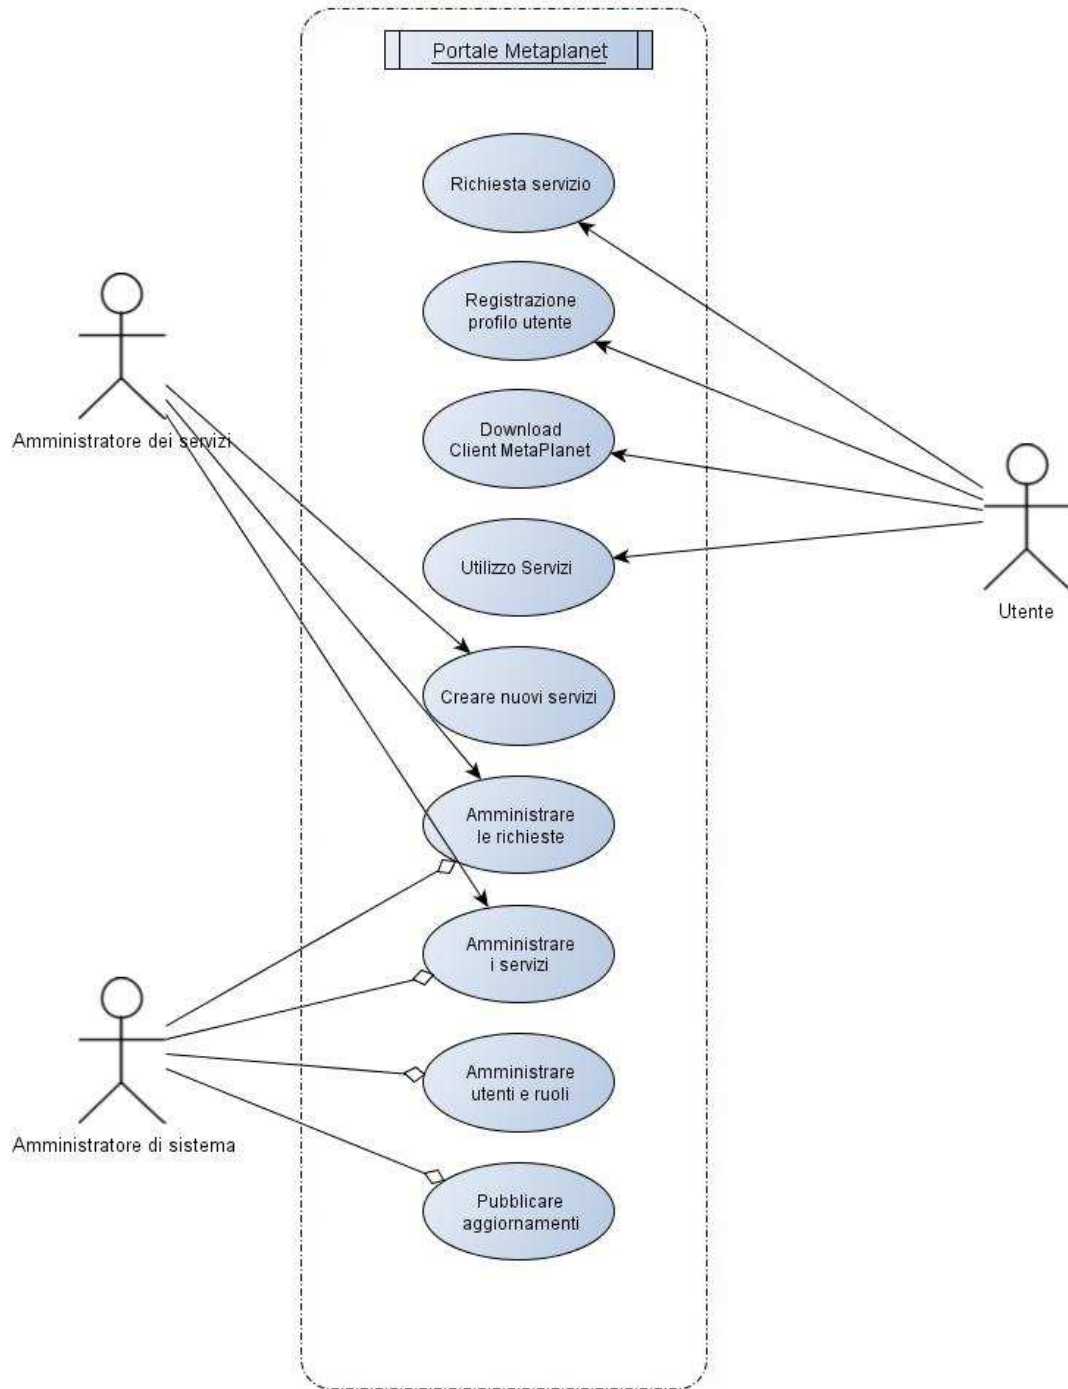 Portale Metaplanet
Richiesta servizio
Registrazione
profilo utente
Amministratore dei servizi
Download
Client MetaPlanet
Utilizzo Servizi
Utente
Creare nuovi servizi
Amministrare
le richieste
Amministrare
i servizi
Amministrare
utenti e ruoli
Amministratore di sistema
Pubblicare
aggiornamenti